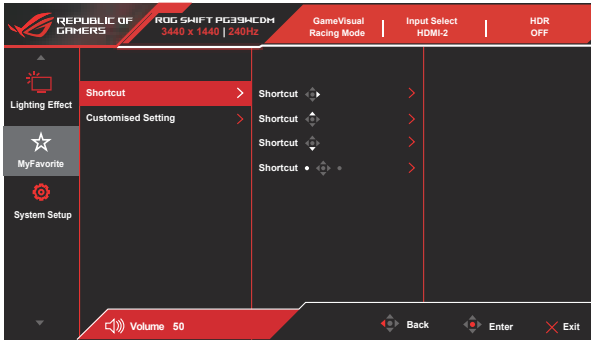 REPUBLIC OF
GAMERS
ROG SWIFT PG39WCDM
3440 x 1440 | 240Hz
GameVisual
Racing Mode
Input Select
HDMI-2
HDR
OFF
Lighting Effect
MyFavorite
System Setup
Shortcut
Customised Setting
Shortcut
Shortcut
Shortcut
Shortcut
Volume 50
Back
Enter
Exit